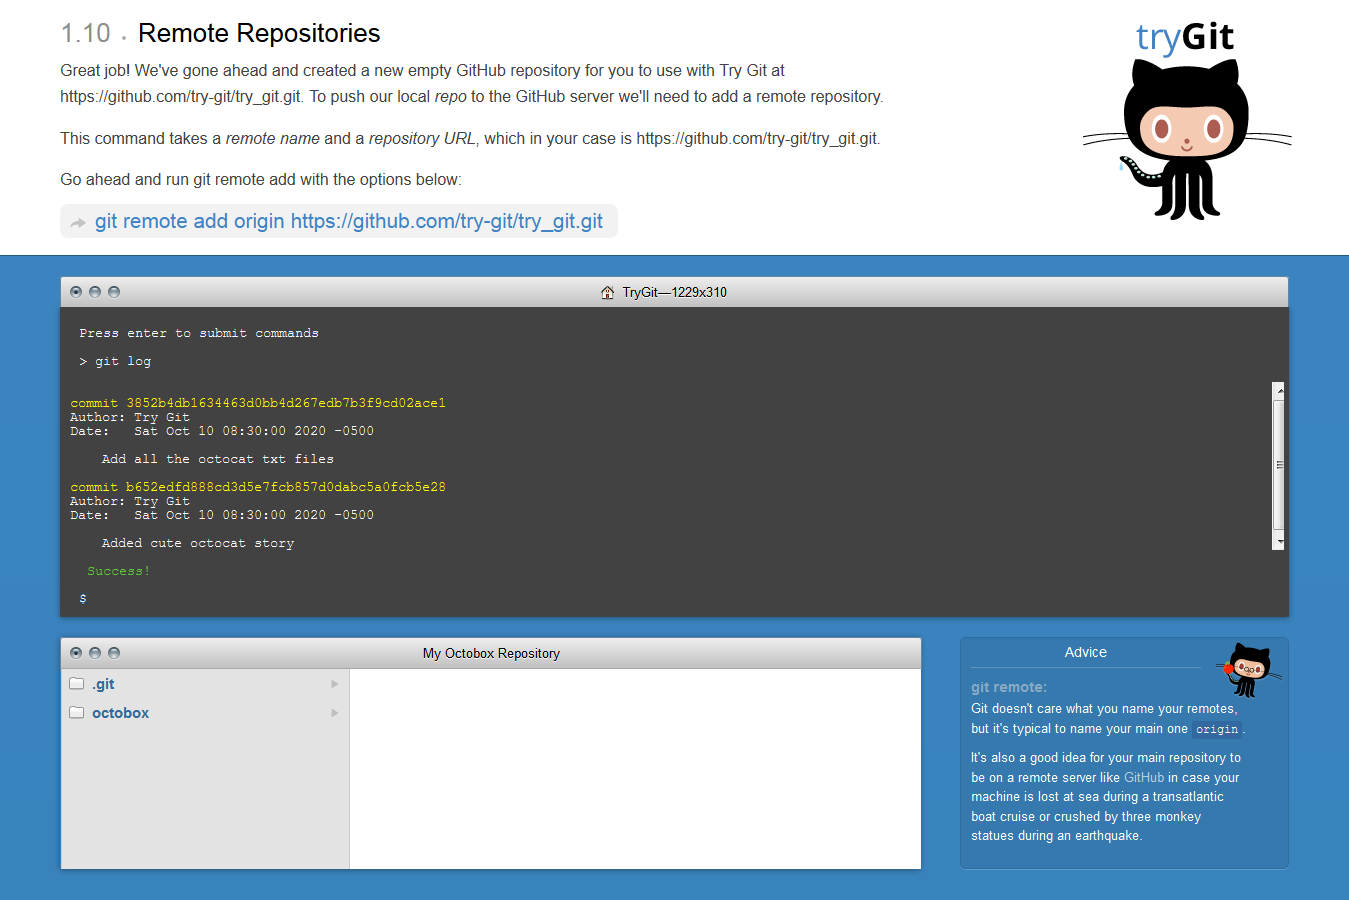 1.10 · Remote Repositories
tryGit
Great job! We've gone ahead and created a new empty GitHub repository for you to use with Try Git at
https://github.com/try-git/try_git.git. To push our local repo to the GitHub server we'll need to add a remote repository.
This command takes a remote name and a repository URL, which in your case is https://github.com/try-git/try_git.git.
Go ahead and run git remote add with the options below:
git remote add origin https://github.com/try-git/try_git.git
TryGit—1229x310
Press enter to submit commands
> git log
commit 3852b4db1634463d0bb4d267edb7b3f9cd02ace1
Author: Try Git
Date:   Sat Oct 10 08:30:00 2020 -0500
Add all the octocat txt files
commit b652edfd888cd3d5e7fcb857d0dabc5a0fcb5e28
Author: Try Git
Date:   Sat Oct 10 08:30:00 2020 -0500
Added cute octocat story
Success!
$
My Octobox Repository
.git
octobox
Advice
git remote:
Git doesn't care what you name your remotes,
but it's typical to name your main one origin.
It's also a good idea for your main repository to
be on a remote server like GitHub in case your
machine is lost at sea during a transatlantic
boat cruise or crushed by three monkey
statues during an earthquake.